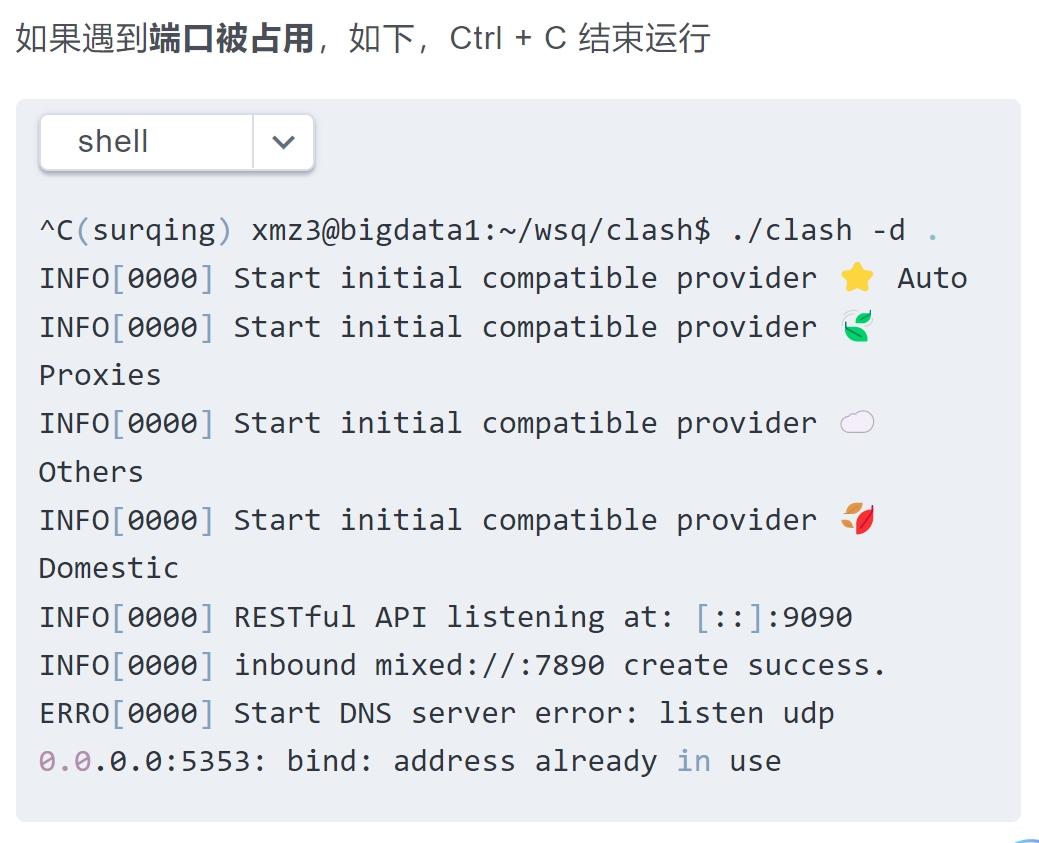 如果遇到端口被占用，如下，Ctrl + C 结束运行
shell
^C(surqing) xmz3@bigdata1:~/wsq/clash$ ./clash -d .
INFO[0000] Start initial compatible provider ⭐ Auto
INFO[0000] Start initial compatible provider 🍃
Proxies
INFO[0000] Start initial compatible provider ☁️
Others
INFO[0000] Start initial compatible provider 🍂
Domestic
INFO[0000] RESTful API listening at: [::]:9090
INFO[0000] inbound mixed://:7890 create success.
ERRO[0000] Start DNS server error: listen udp
0.0.0.0:5353: bind: address already in use